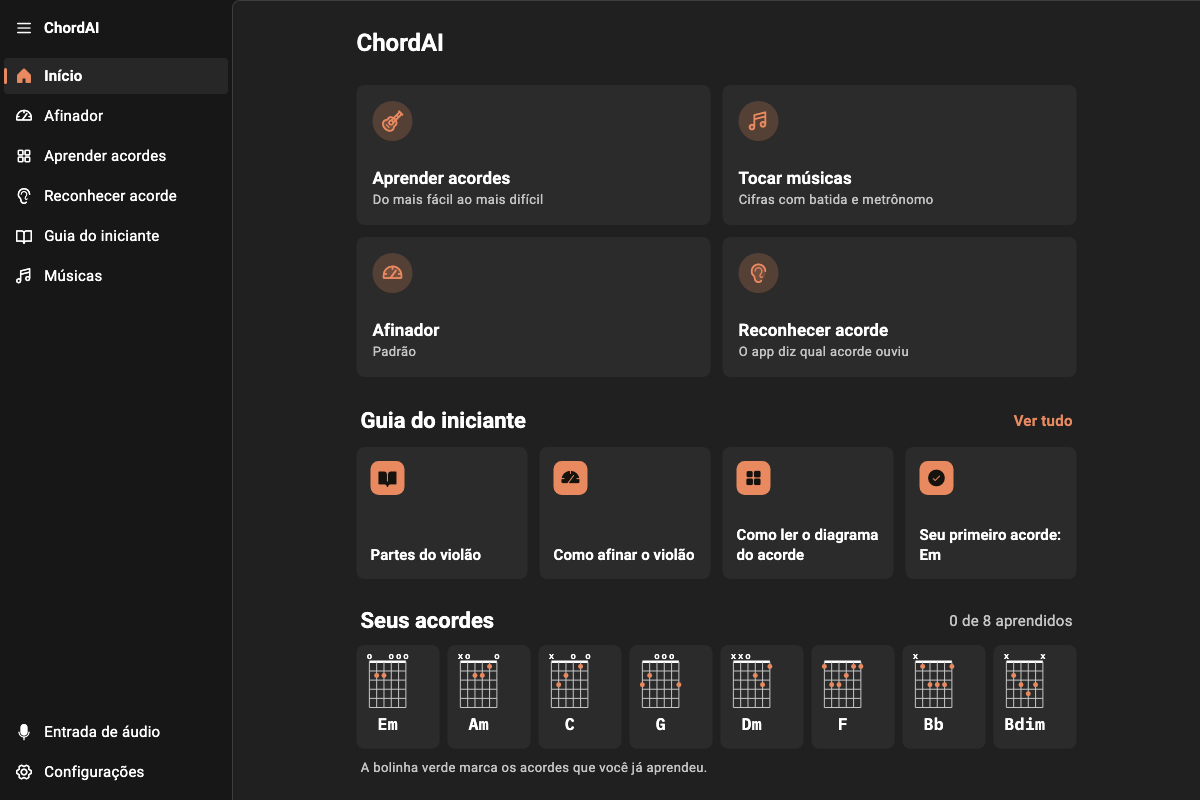 ChordAI
Início
Afinador
Aprender acordes
Reconhecer acorde
Guia do iniciante
Músicas
Entrada de áudio
Configurações
ChordAI
Aprender acordes
Do mais fácil ao mais difícil
Tocar músicas
Cifras com batida e metrônomo
Afinador
Padrão
Reconhecer acorde
O app diz qual acorde ouviu
Guia do iniciante
Ver tudo
Partes do violão
Como afinar o violão
Como ler o diagrama
do acorde
Seu primeiro acorde:
Em
Seus acordes
0 de 8 aprendidos
o ooo
xo o
x o o
ooo
xxo
x
x x
Em
Am
C
G
Dm
F
Bb
Bdim
A bolinha verde marca os acordes que você já aprendeu.